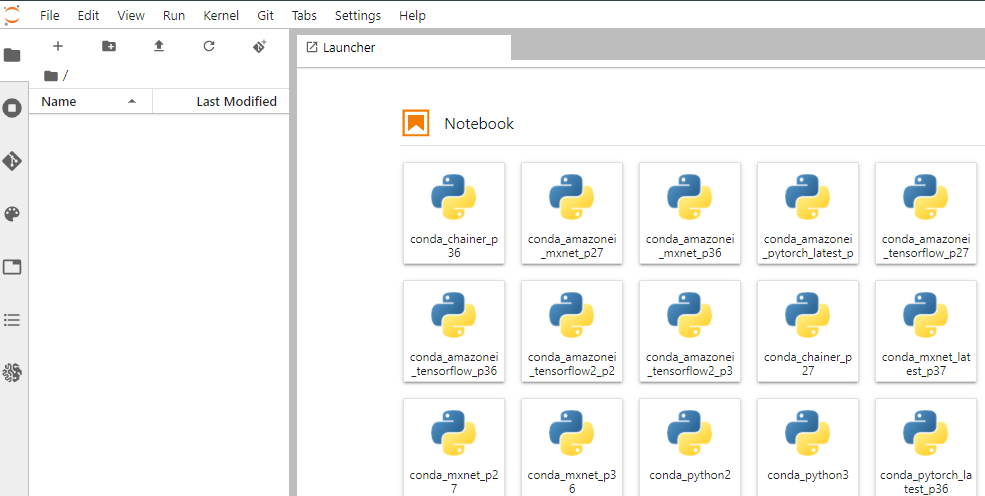 File Edit View Run Kernel Git Tabs Settings Help
Launcher
/
Name Last Modified
Notebook
conda_chainer_p
36
conda_amazonei
_mxnet_p27
conda_amazonei
_mxnet_p36
conda_amazonei
_pytorch_latest_p
conda_amazonei
_tensorflow_p27
conda_amazonei
_tensorflow_p36
conda_amazonei
_tensorflow2_p2
conda_amazonei
_tensorflow2_p3
conda_chainer_p
27
conda_mxnet_lat
est_p37
conda_mxnet_p2
7
conda_mxnet_p3
6
conda_python2
conda_python3
conda_pytorch_la
test_p36